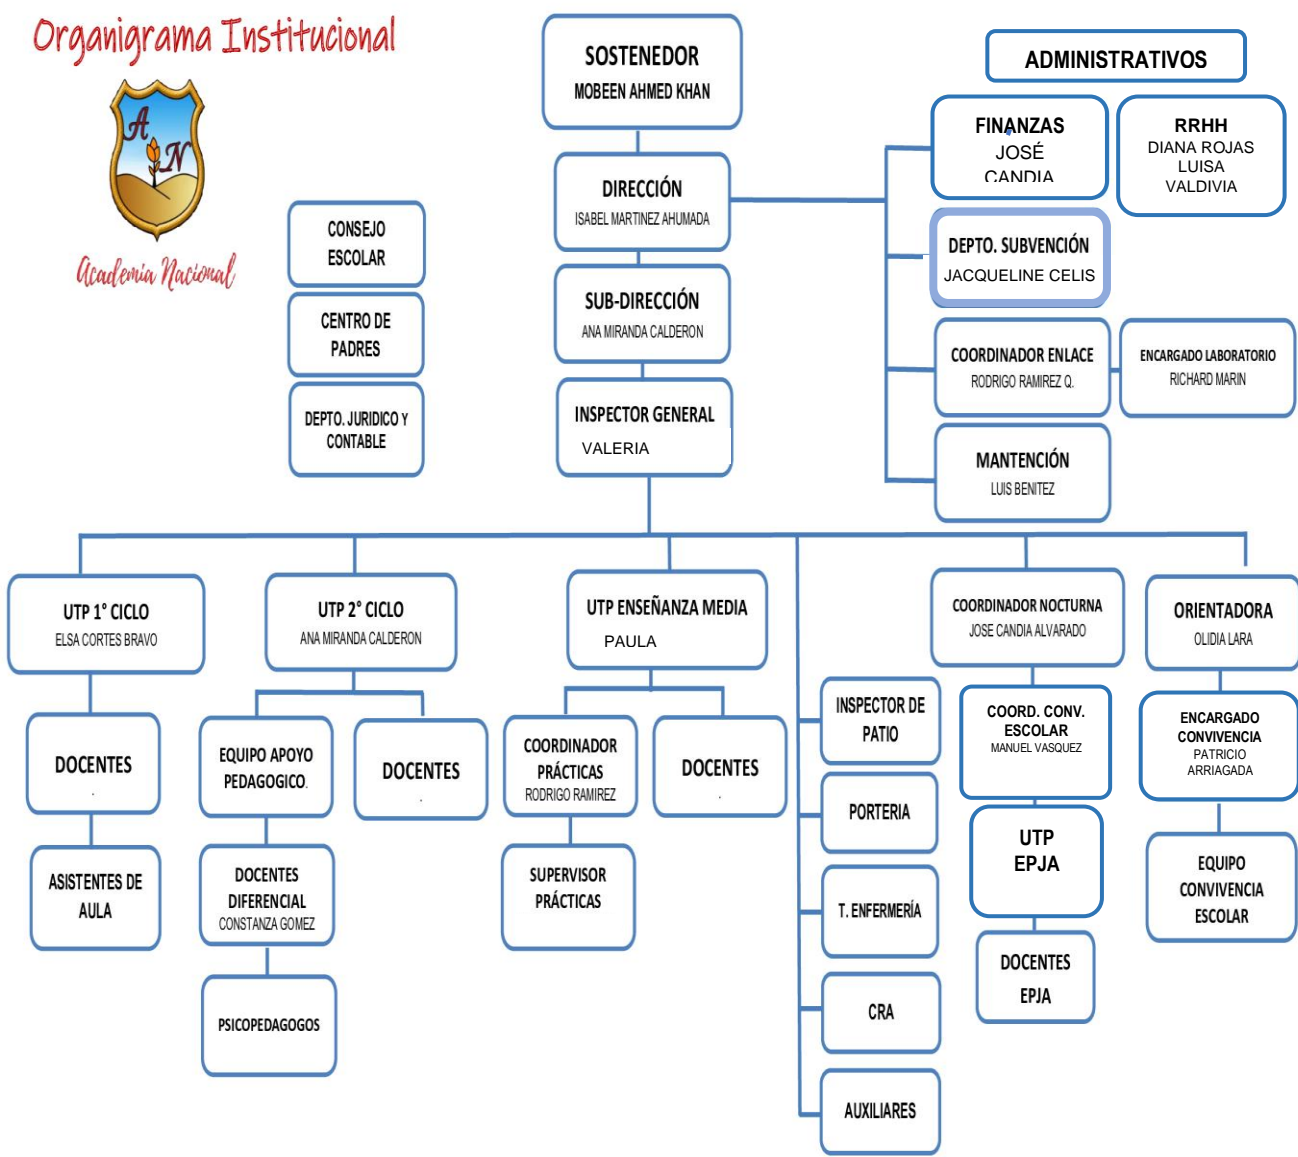 Organigrama Institucional
A
N
Academia Nacional
SOSTENEDOR
MOBEEN AHMED KHAN
ADMINISTRATIVOS
FINANZAS
JOSÉ
CANDIA
RRHH
DIANA ROJAS
LUISA
VALDIVIA
DIRECCIÓN
ISABEL MARTINEZ AHUMADA
CONSEJO
ESCOLAR
DEPTO. SUBVENCIÓN
JACQUELINE CELIS
SUB-DIRECCIÓN
ANA MIRANDA CALDERON
CENTRO DE
PADRES
COORDINADOR ENLACE
RODRIGO RAMIREZ Q.
ENCARGADO LABORATORIO
RICHARD MARIN
INSPECTOR GENERAL
VALERIA
DEPTO. JURIDICO Y
CONTABLE
MANTENCIÓN
LUIS BENITEZ
UTP 1° CICLO
ELSA CORTES BRAVO
UTP 2° CICLO
ANA MIRANDA CALDERON
UTP ENSEÑANZA MEDIA
PAULA
COORDINADOR NOCTURNA
JOSE CANDIA ALVARADO
ORIENTADORA
OLIDIA LARA
DOCENTES
.
EQUIPO APOYO
PEDAGOGICO.
.
DOCENTES
.
COORDINADOR
PRÁCTICAS
RODRIGO RAMIREZ
DOCENTES
.
INSPECTOR DE
PATIO
COORD. CONV.
ESCOLAR
MANUEL VASQUEZ
ENCARGADO
CONVIVENCIA
PATRICIO
ARRIAGADA
PORTERIA
UTP
EPJA
ASISTENTES DE
AULA
DOCENTES
DIFERENCIAL
CONSTANZA GOMEZ
SUPERVISOR
PRÁCTICAS
T. ENFERMERÍA
EQUIPO
CONVIVENCIA
ESCOLAR
DOCENTES
EPJA
PSICOPEDAGOGOS
CRA
AUXILIARES